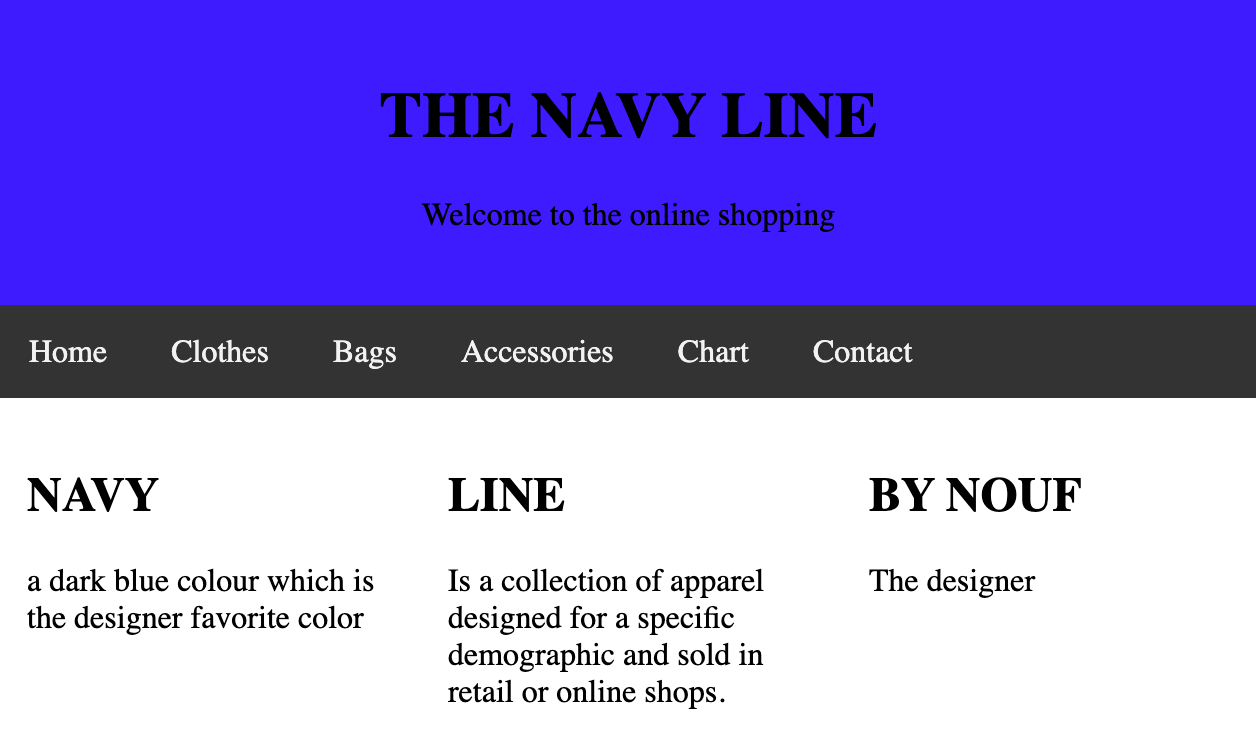 THE NAVY LINE
Welcome to the online shopping
Home Clothes Bags Accessories Chart Contact
NAVY
a dark blue colour which is
the designer favorite color
LINE
Is a collection of apparel
designed for a specific
demographic and sold in
retail or online shops.
BY NOUF
The designer